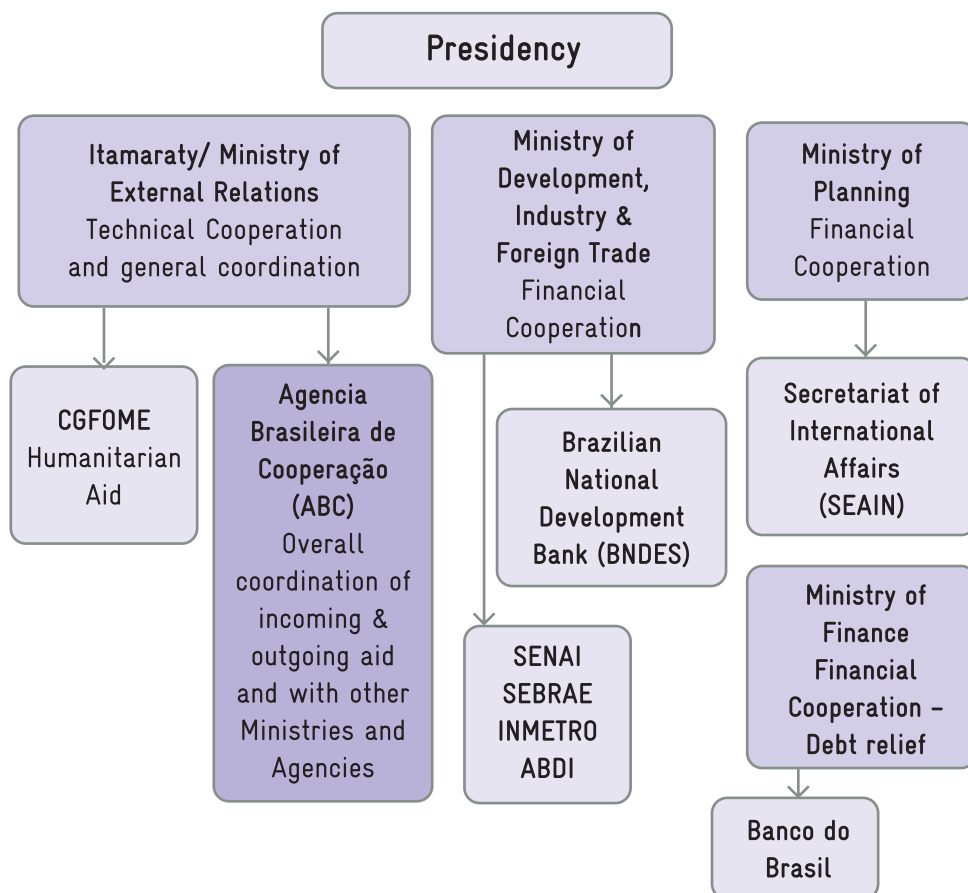 Presidency
Itamaraty/ Ministry of
External Relations
Technical Cooperation
and general coordination
Ministry of
Development,
Industry &
Foreign Trade
Financial
Cooperation
Ministry of
Planning
Financial
Cooperation
CGFOME
Humanitarian
Aid
Agencia
Brasileira de
Cooperação
(ABC)
Overall
coordination of
incoming &
outgoing aid
and with other
Ministries and
Agencies
Brazilian
National
Development
Bank (BNDES)
SENAI
SEBRAE
INMETRO
ABDI
Secretariat of
International
Affairs
(SEAIN)
Ministry of
Finance
Financial
Cooperation –
Debt relief
Banco do
Brasil